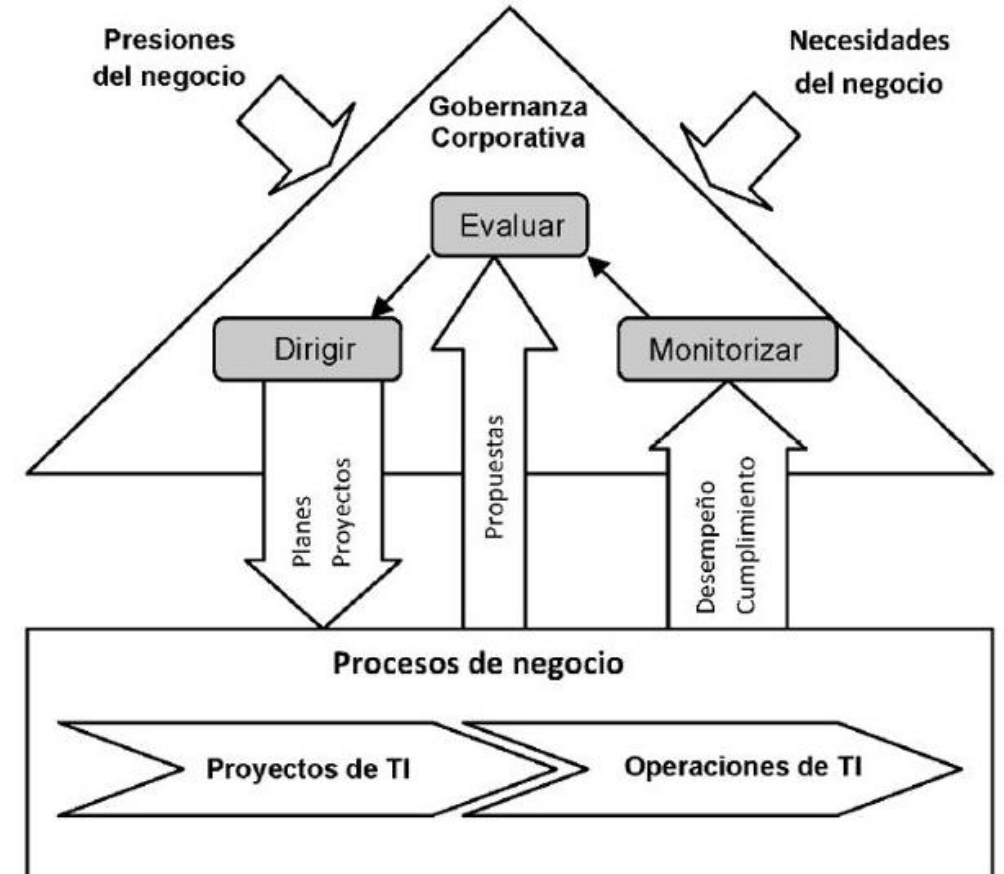 Presiones
del negocio
Necesidades
del negocio
Gobernanza
Corporativa
Evaluar
Dirigir
Monitorizar
Planes
Proyectos
Propuestas
Desempeño
Cumplimiento
Procesos de negocio
Proyectos de TI
Operaciones de TI